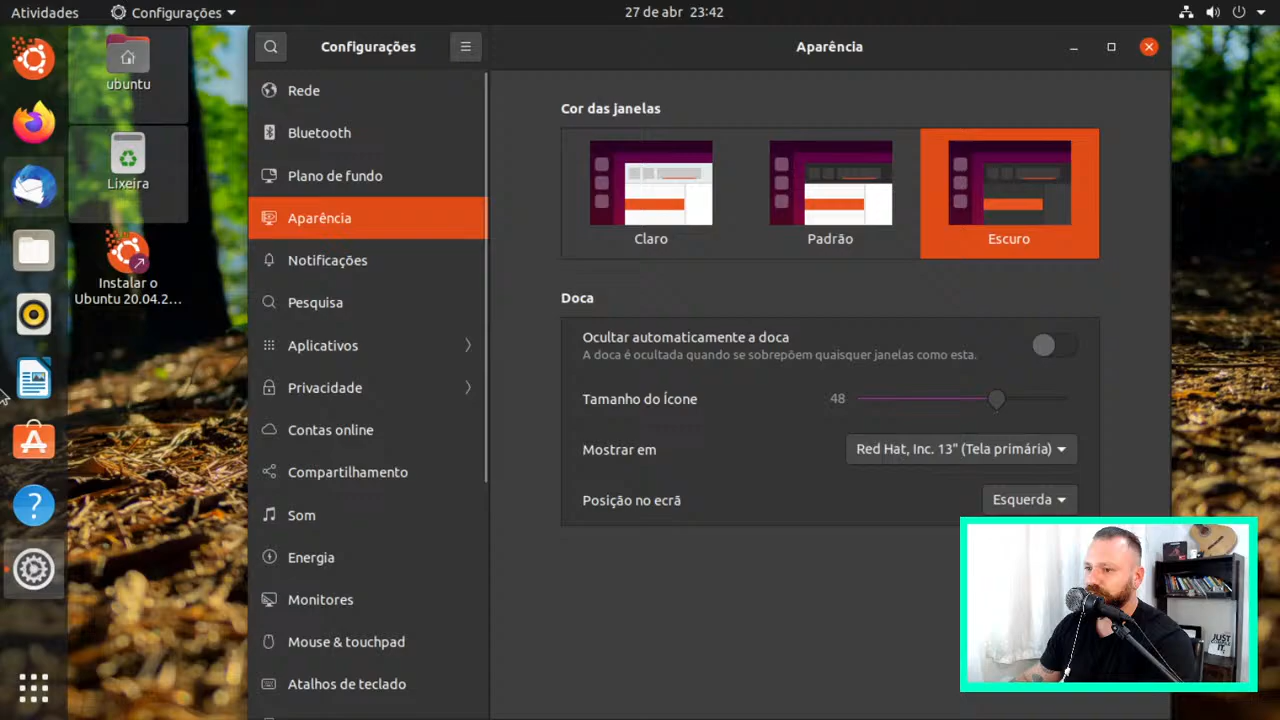 Atividades
Configurações
27 de abr 23:42
ubuntu
Lixeira
Instalar o
Ubuntu 20.04.2...
Configurações
Rede
Bluetooth
Plano de fundo
Aparência
Notificações
Pesquisa
Aplicativos
Privacidade
Contas online
Compartilhamento
Som
Energia
Monitores
Mouse & touchpad
Atalhos de teclado
Aparência
Cor das janelas
Claro
Padrão
Escuro
Doca
Ocultar automaticamente a doca
A doca é ocultada quando se sobrepõem quaisquer janelas como esta.
Tamanho do Ícone
48
Mostrar em
Red Hat, Inc. 13" (Tela primária)
Posição no ecrã
Esquerda
JUST
IT.